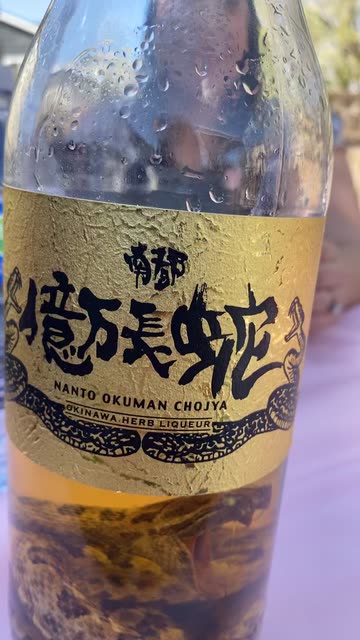 南都
億万長蛇
NANTO OKUMAN CHOJYA
OKINAWA HERB LIQUEUR